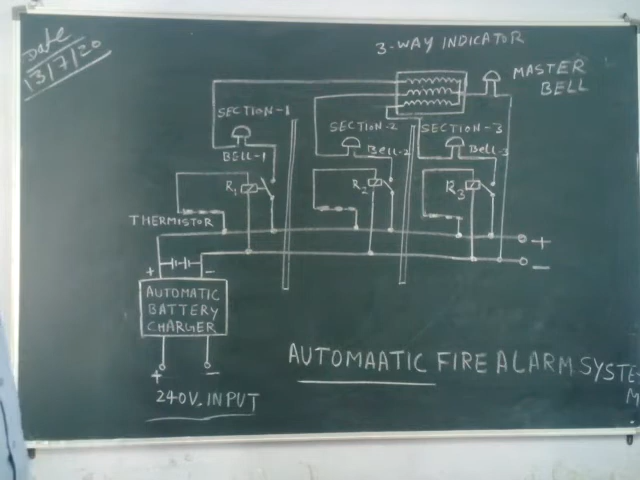 Date
13/7/20
3-WAY INDICATOR
MASTER
BELL
SECTION-1
BELL-1
SECTION-2
Bell-2
SECTION-3
Bell-3
R1
R2
R3
THERMISTOR
+
-
+ -
AUTOMATIC
BATTERY
CHARGER
+ -
240V. INPUT
AUTOMAATIC FIRE ALARM SYSTE-
M